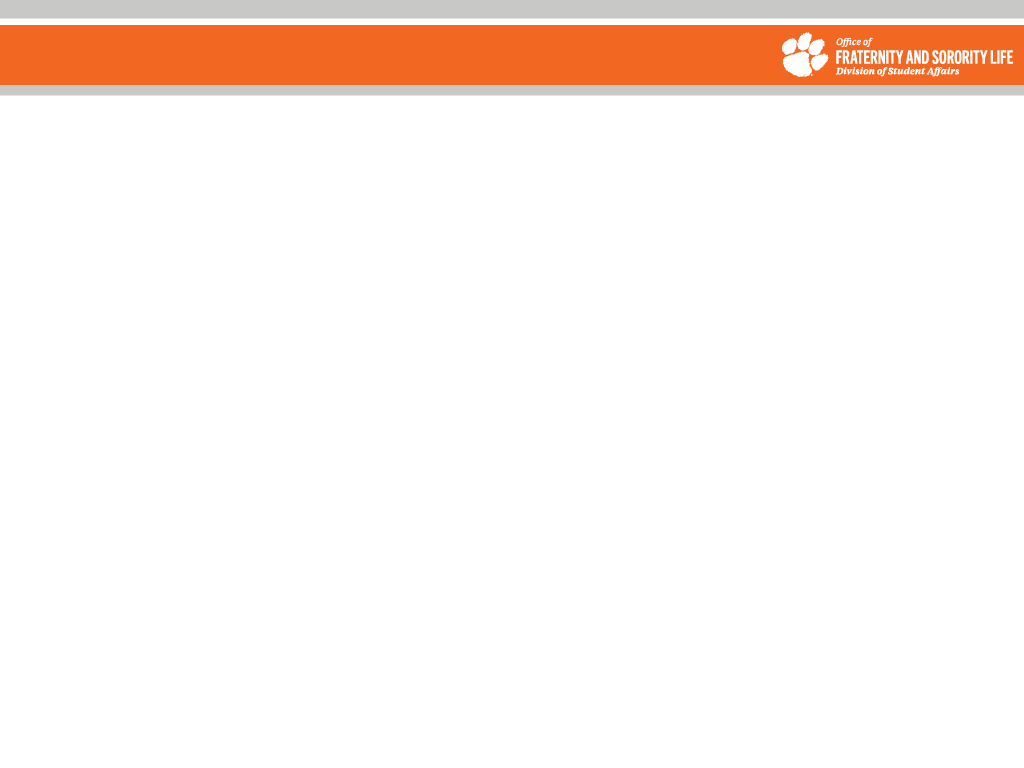 Office of
FRATERNITY AND SORORITY LIFE
Division of Student Affairs